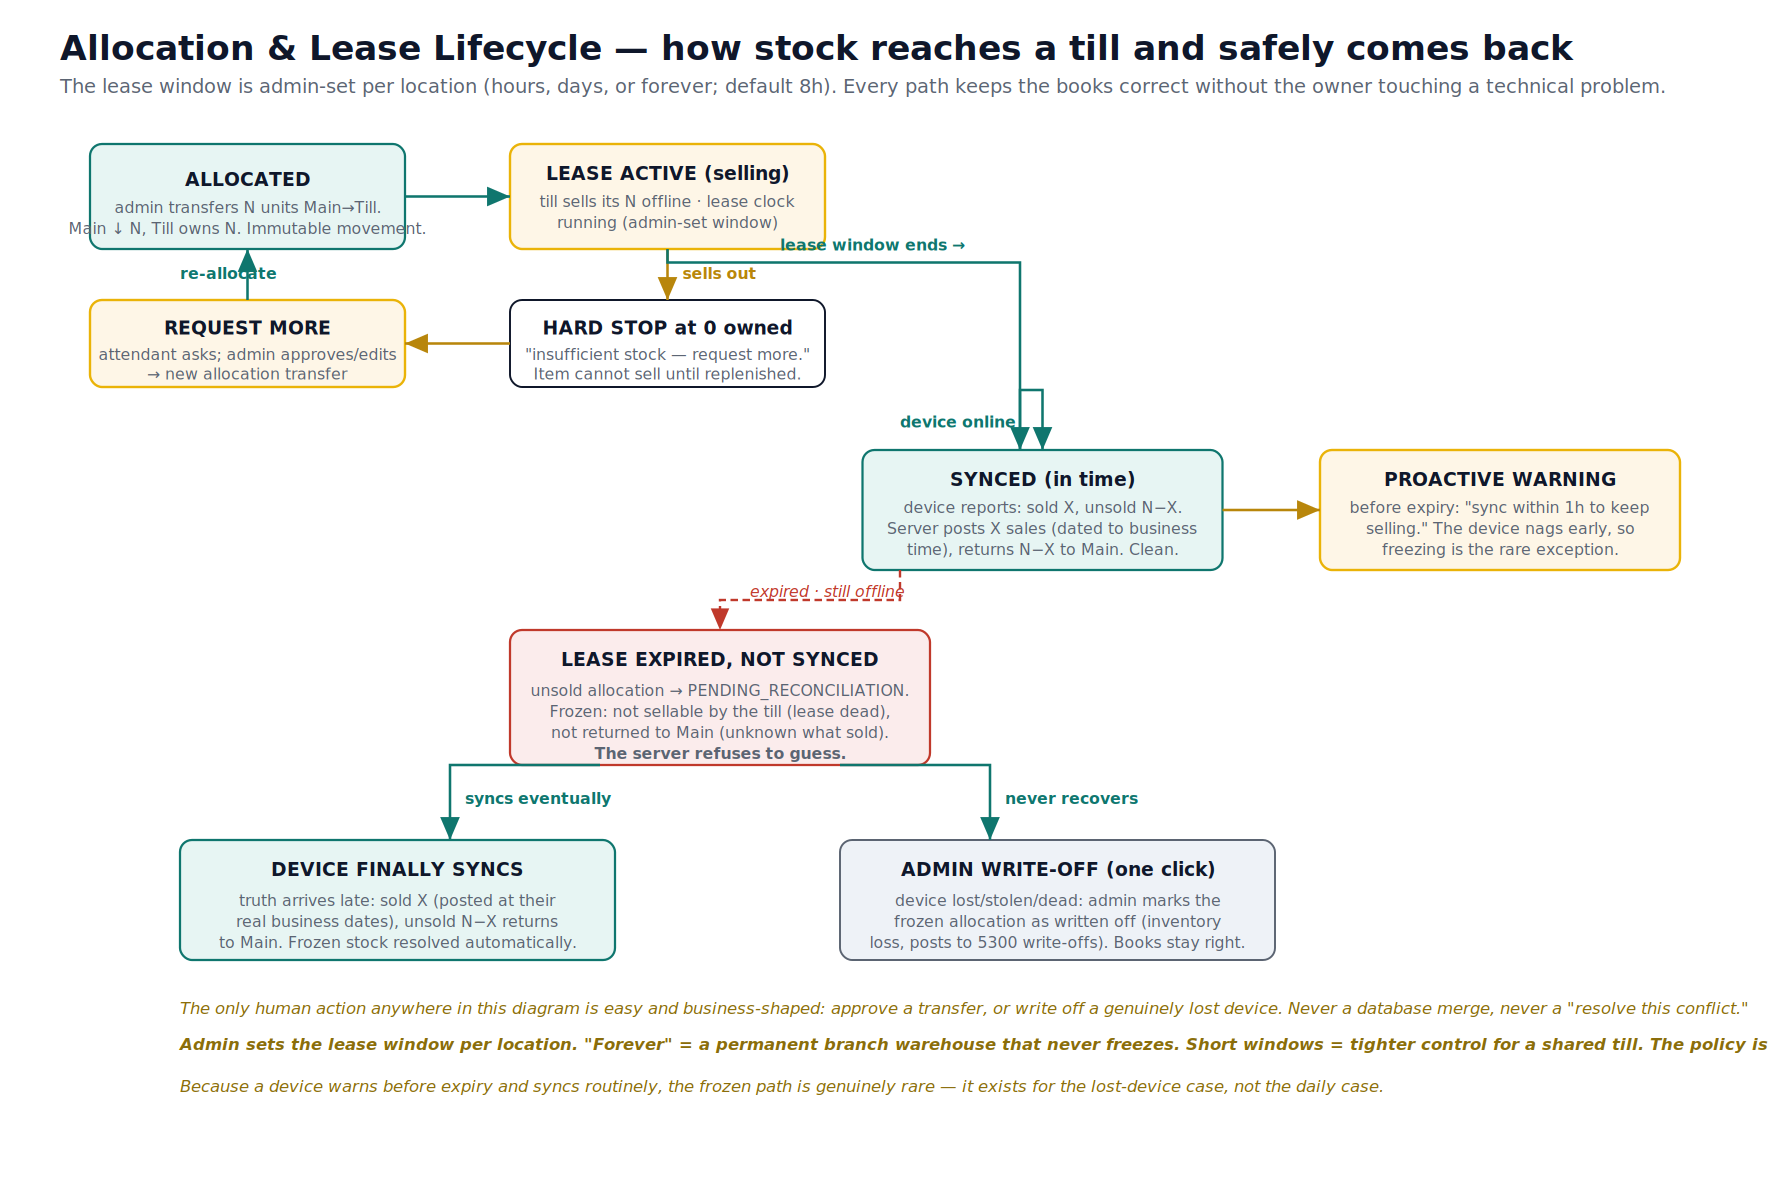 Allocation & Lease Lifecycle — how stock reaches a till and safely comes back
The lease window is admin-set per location (hours, days, or forever; default 8h). Every path keeps the books correct without the owner touching a technical problem.
ALLOCATED
admin transfers N units Main→Till.
Main ↓ N, Till owns N. Immutable movement.
LEASE ACTIVE (selling)
till sells its N offline · lease clock
running (admin-set window)
lease window ends →
re-allocate
sells out
REQUEST MORE
attendant asks; admin approves/edits
→ new allocation transfer
HARD STOP at 0 owned
"insufficient stock — request more."
Item cannot sell until replenished.
device online
SYNCED (in time)
device reports: sold X, unsold N−X.
Server posts X sales (dated to business
time), returns N−X to Main. Clean.
PROACTIVE WARNING
before expiry: "sync within 1h to keep
selling." The device nags early, so
freezing is the rare exception.
expired · still offline
LEASE EXPIRED, NOT SYNCED
unsold allocation → PENDING_RECONCILIATION.
Frozen: not sellable by the till (lease dead),
not returned to Main (unknown what sold).
The server refuses to guess.
syncs eventually
never recovers
DEVICE FINALLY SYNCS
truth arrives late: sold X (posted at their
real business dates), unsold N−X returns
to Main. Frozen stock resolved automatically.
ADMIN WRITE-OFF (one click)
device lost/stolen/dead: admin marks the
frozen allocation as written off (inventory
loss, posts to 5300 write-offs). Books stay right.
The only human action anywhere in this diagram is easy and business-shaped: approve a transfer, or write off a genuinely lost device. Never a database merge, never a "resolve this conflict."
Admin sets the lease window per location. "Forever" = a permanent branch warehouse that never freezes. Short windows = tighter control for a shared till. The policy is
Because a device warns before expiry and syncs routinely, the frozen path is genuinely rare — it exists for the lost-device case, not the daily case.